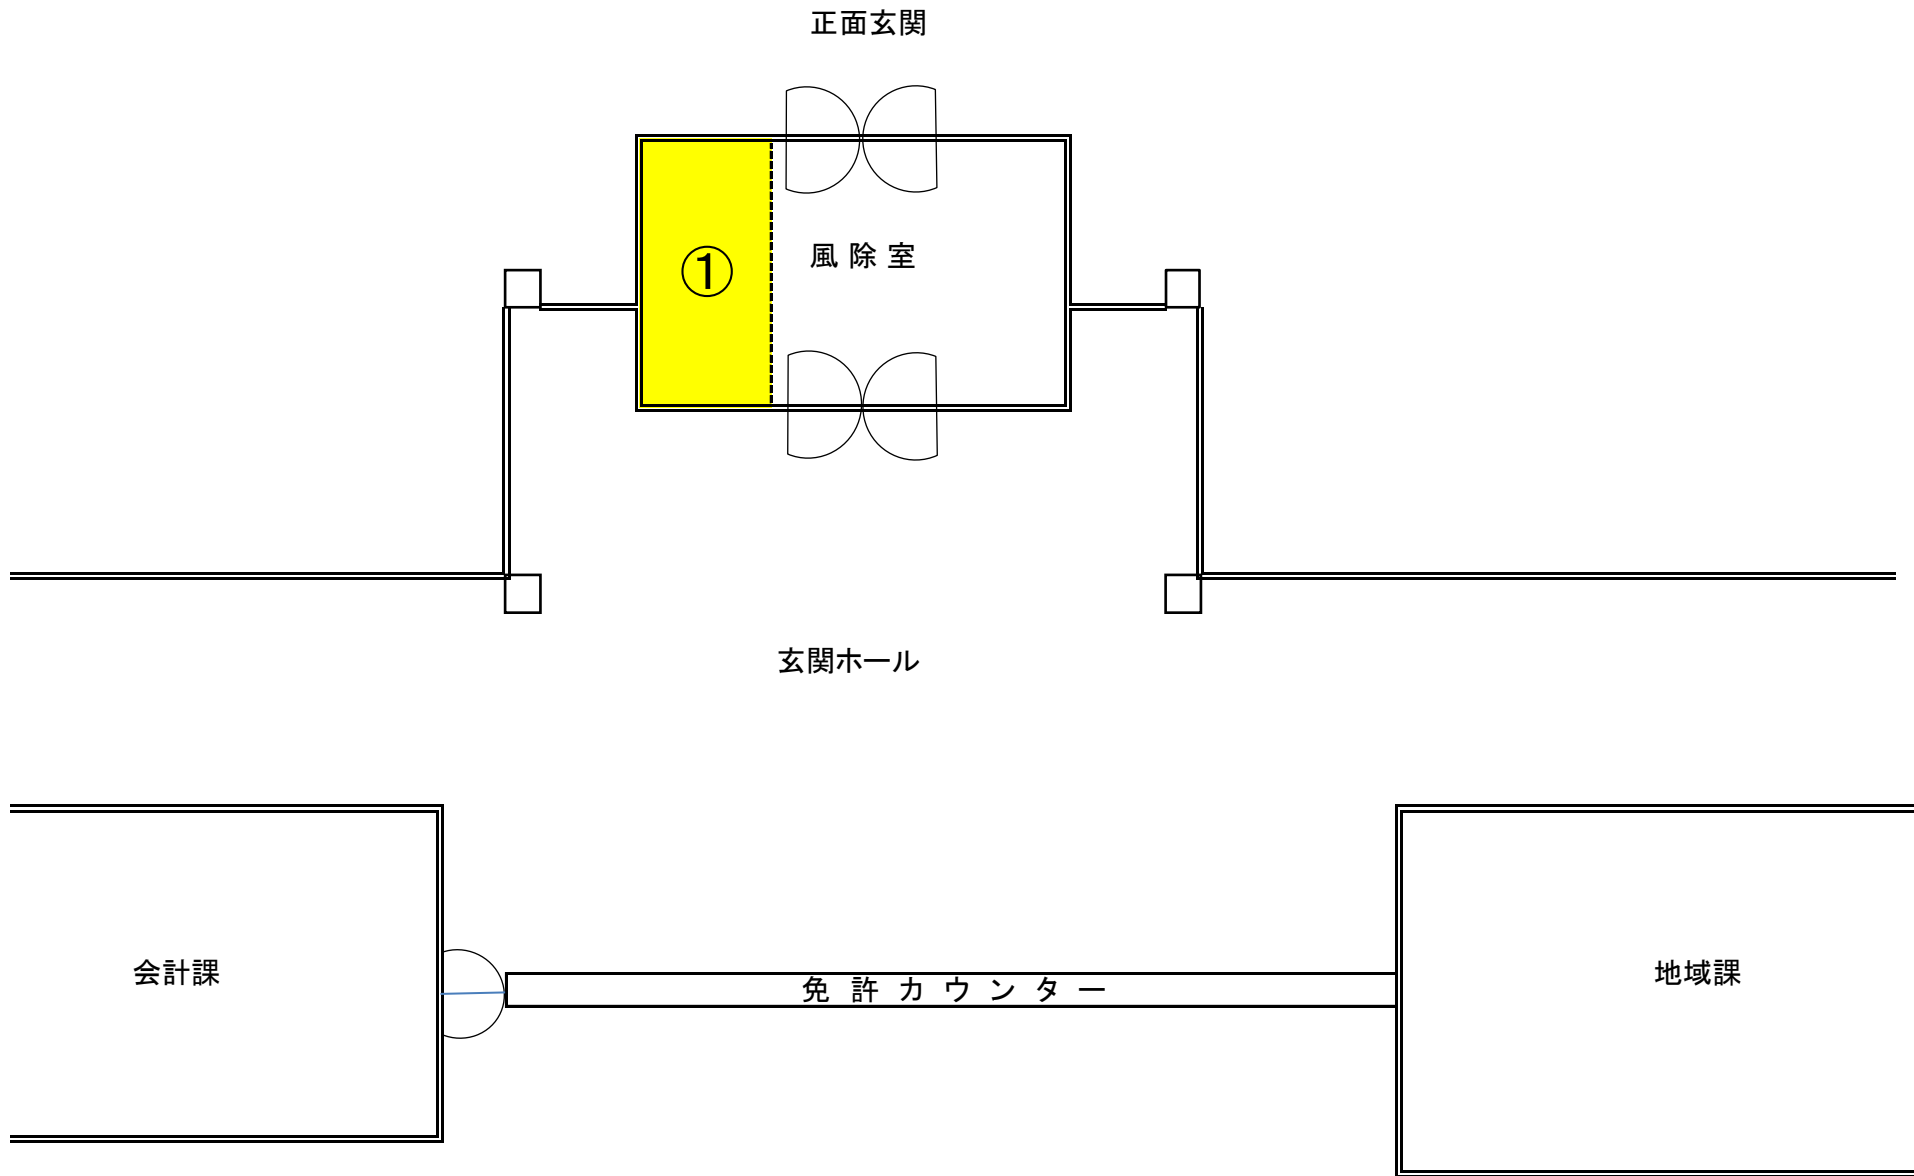 正面玄関
①
風除室
玄関ホール
会計課
免許カウンター
地域課